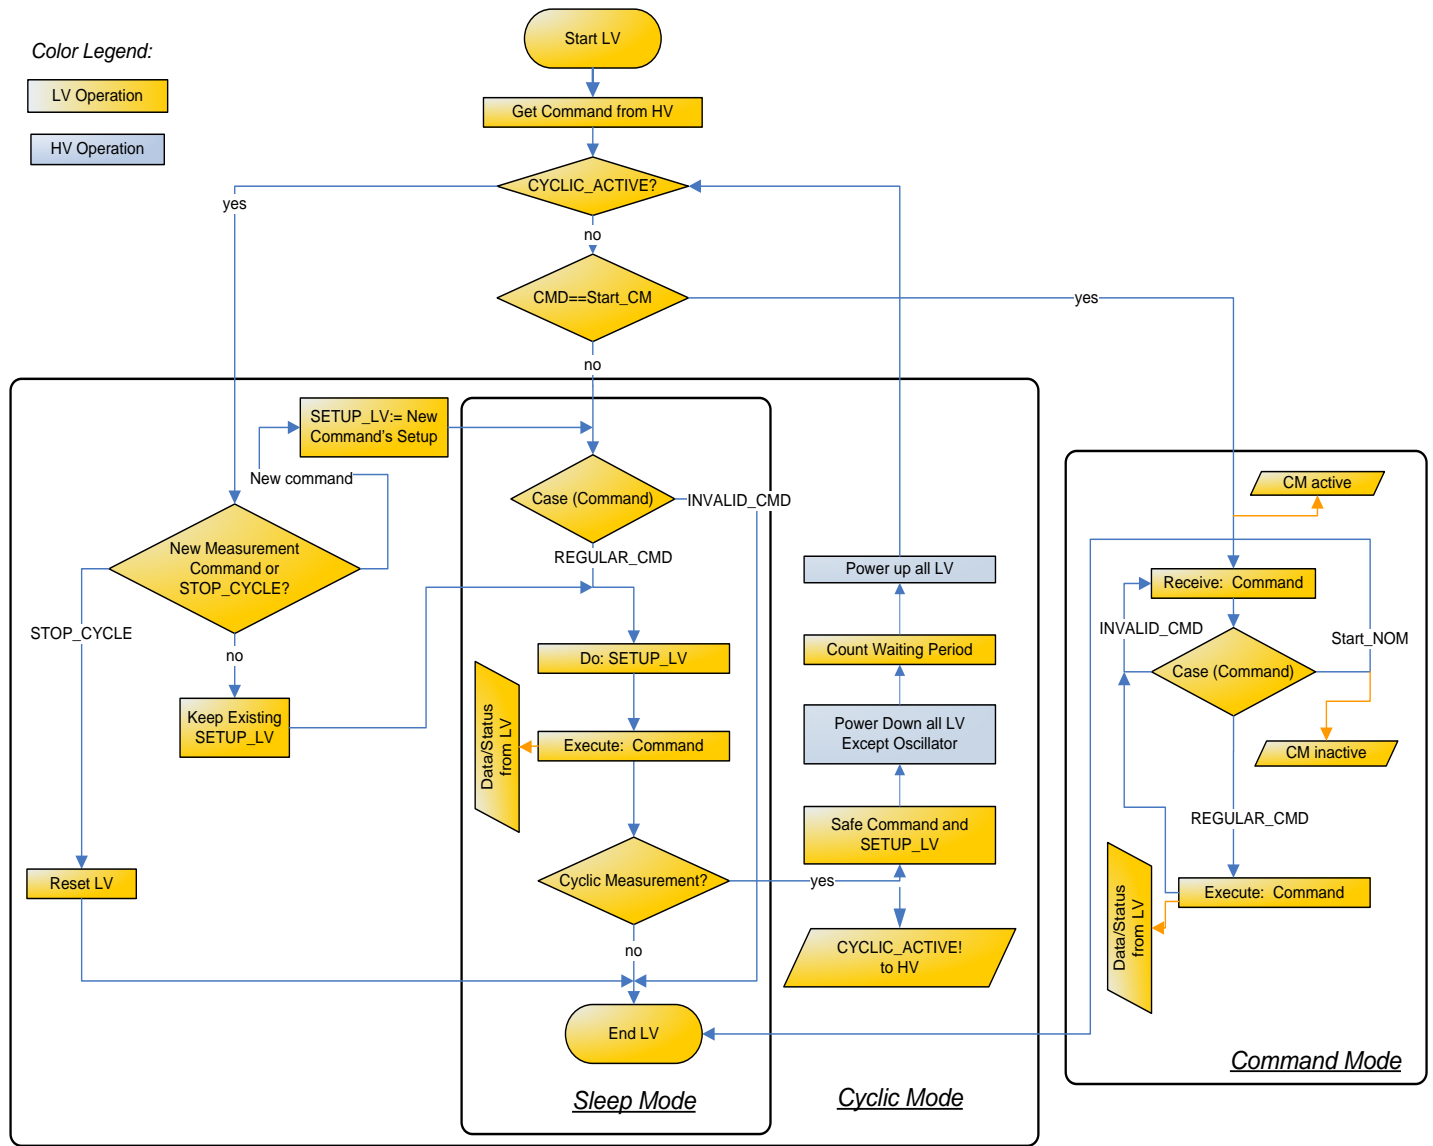 Color Legend:
LV Operation
HV Operation
Start LV
Get Command from HV
CYCLIC_ACTIVE?
yes
no
CMD==Start_CM
yes
no
SETUP_LV:= New
Command's Setup
New command
New Measurement
Command or
STOP_CYCLE?
STOP_CYCLE
no
Keep Existing
SETUP_LV
Reset LV
Case (Command)
INVALID_CMD
REGULAR_CMD
Do: SETUP_LV
Execute: Command
Data/Status
from LV
Cyclic Measurement?
yes
no
End LV
Sleep Mode
Power up all LV
Count Waiting Period
Power Down all LV
Except Oscillator
Safe Command and
SETUP_LV
CYCLIC_ACTIVE!
to HV
Cyclic Mode
CM active
Receive: Command
INVALID_CMD
Start_NOM
Case (Command)
CM inactive
REGULAR_CMD
Execute: Command
Data/Status
from LV
Command Mode